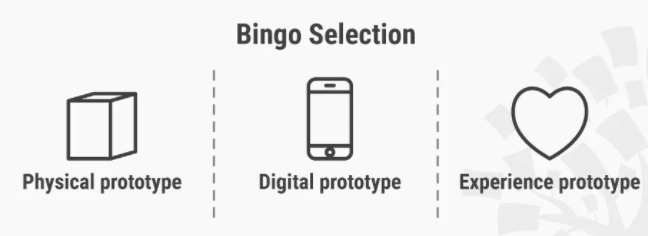 Bingo Selection
Physical prototype
Digital prototype
Experience prototype